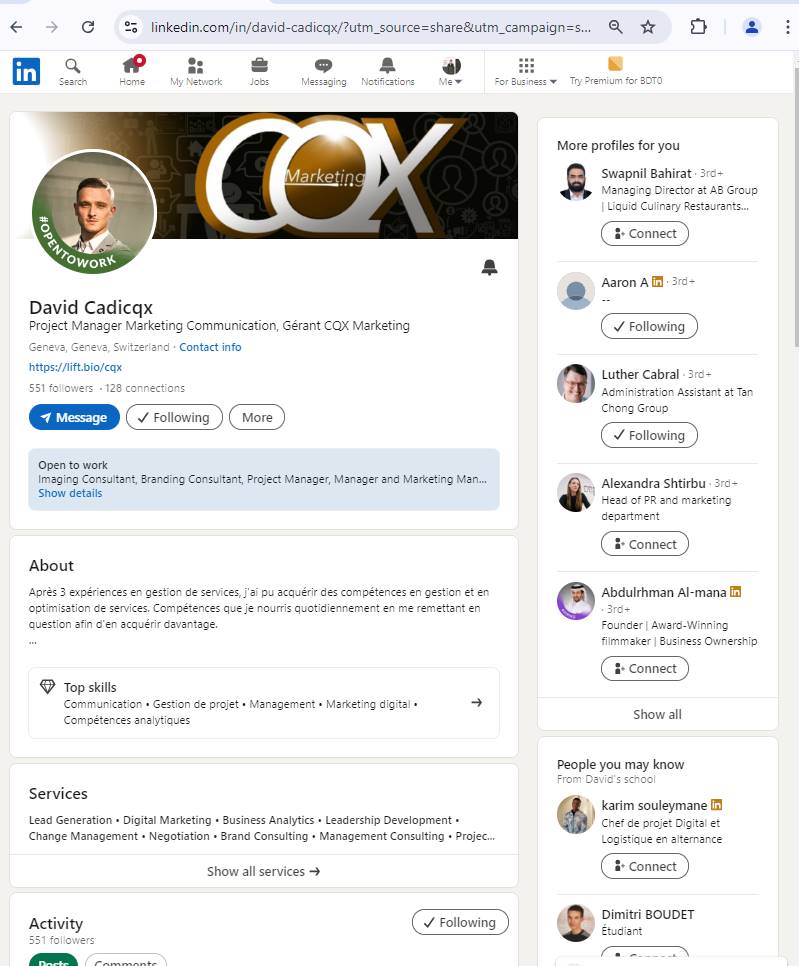 linkedin.com/in/david-cadicqx/?utm_source=share&utm_campaign=s...
in
Search
Home
My Network
Jobs
Messaging
Notifications
Me
For Business
Try Premium for BDT0
CQX
Marketing...
#OPENTOWORK
David Cadicqx
Project Manager Marketing Communication, Gérant CQX Marketing
Geneva, Geneva, Switzerland · Contact info
https://lift.bio/cqx
551 followers · 128 connections
Message
Following
More
Open to work
Imaging Consultant, Branding Consultant, Project Manager, Manager and Marketing Man...
Show details
About
Après 3 expériences en gestion de services, j'ai pu acquérir des compétences en gestion et en
optimisation de services. Compétences que je nourris quotidiennement en me remettant en
question afin d'en acquérir davantage.
...
Top skills
Communication • Gestion de projet • Management • Marketing digital •
Compétences analytiques
Services
Lead Generation • Digital Marketing • Business Analytics • Leadership Development •
Change Management • Negotiation • Brand Consulting • Management Consulting • Projec...
Show all services
Activity
551 followers
Following
Posts
Comments
More profiles for you
Swapnil Bahirat · 3rd+
Managing Director at AB Group
| Liquid Culinary Restaurants...
Connect
Aaron A in · 3rd+
--
Following
Luther Cabral · 3rd+
Administration Assistant at Tan
Chong Group
Following
Alexandra Shtirbu · 3rd+
Head of PR and marketing
department
Connect
Abdulrhman Al-mana in
· 3rd+
Founder | Award-Winning
filmmaker | Business Ownership
Connect
Show all
People you may know
From David's school
karim souleymane in
Chef de projet Digital et
Logistique en alternance
Connect
Dimitri BOUDET
Étudiant
Connect